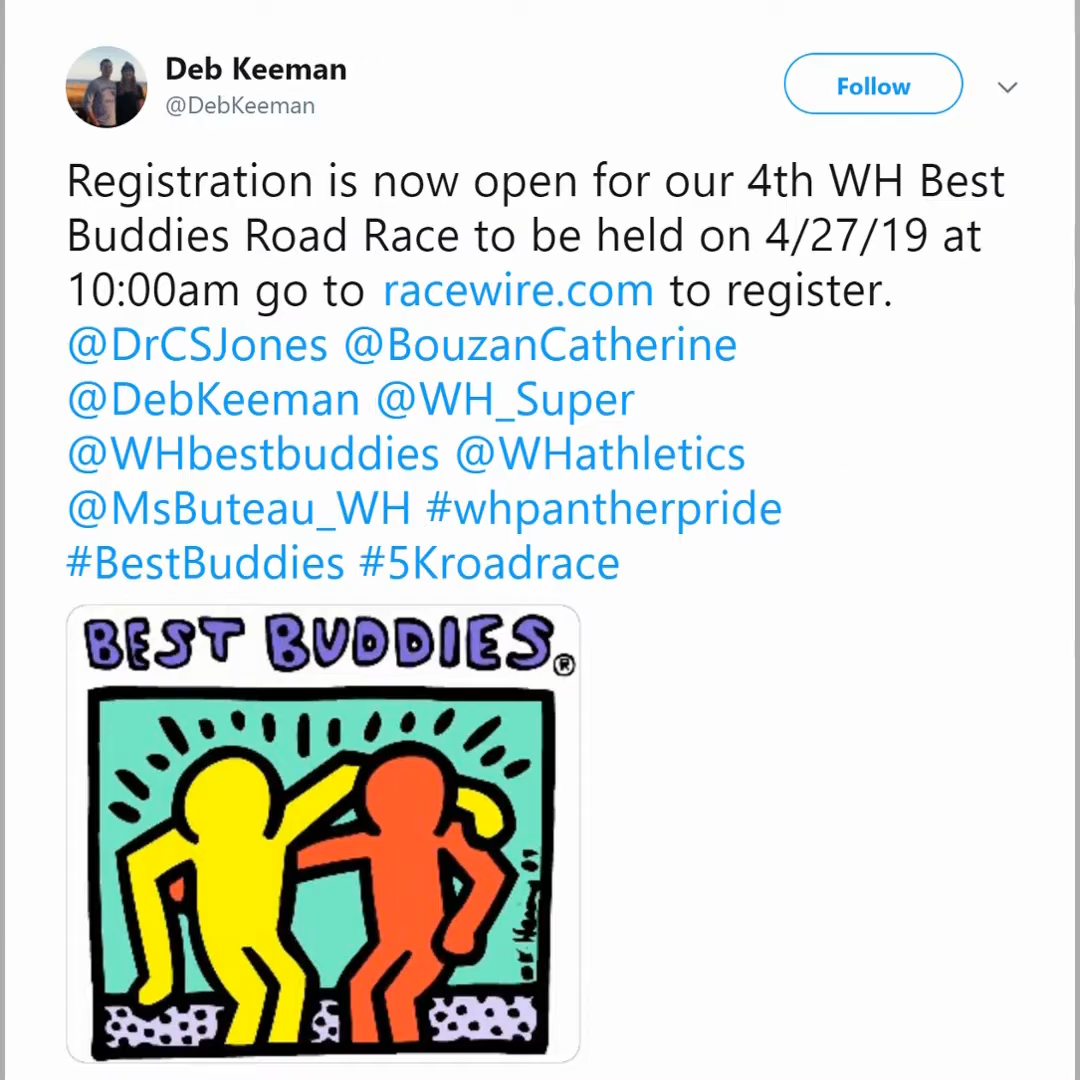 Deb Keeman
@DebKeeman
Follow
Registration is now open for our 4th WH Best
Buddies Road Race to be held on 4/27/19 at
10:00am go to racewire.com to register.
@DrCSJones @BouzanCatherine
@DebKeeman @WH_Super
@WHbestbuddies @WHathletics
@MsButeau_WH #whpantherpride
#BestBuddies #5Kroadrace
BEST BUDDIES®